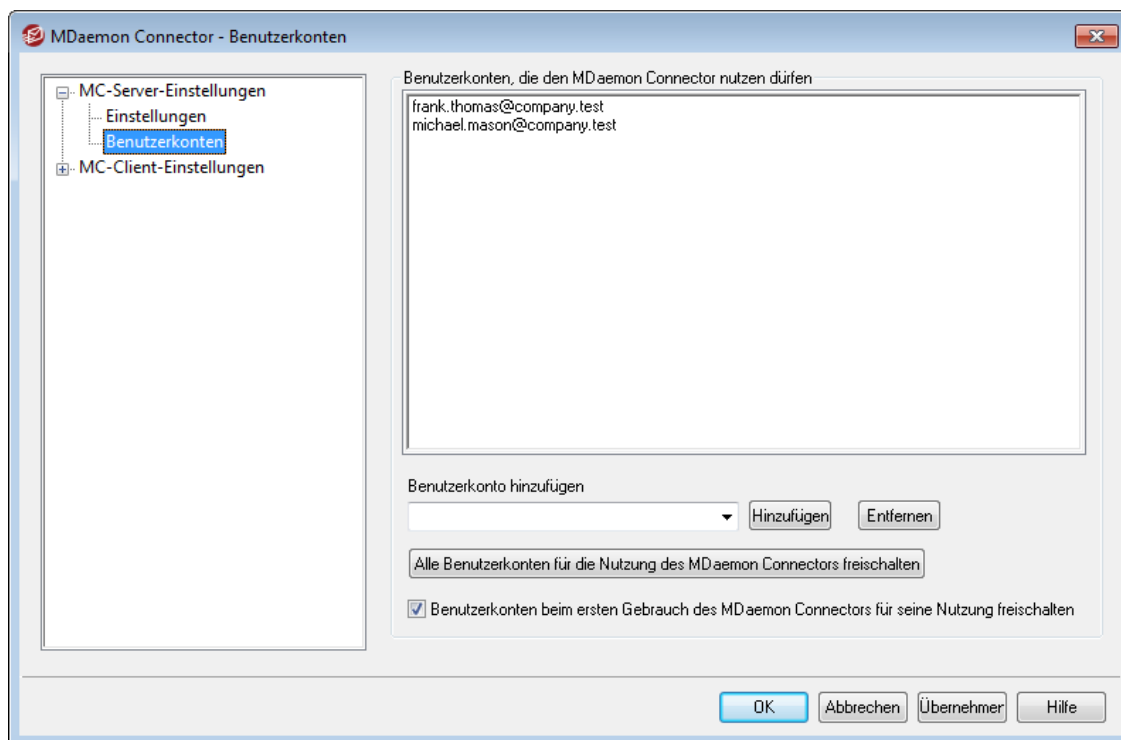 MDaemon Connector - Benutzerkonten
MC-Server-Einstellungen
Einstellungen
Benutzerkonten
MC-Client-Einstellungen
Benutzerkonten, die den MDaemon Connector nutzen dürfen
frank.thomas@company.test
michael.mason@company.test
Benutzerkonto hinzufügen
Hinzufügen
Entfernen
Alle Benutzerkonten für die Nutzung des MDaemon Connectors freischalten
Benutzerkonten beim ersten Gebrauch des MDaemon Connectors für seine Nutzung freischalten
OK
Abbrechen
Übernehmer
Hilfe